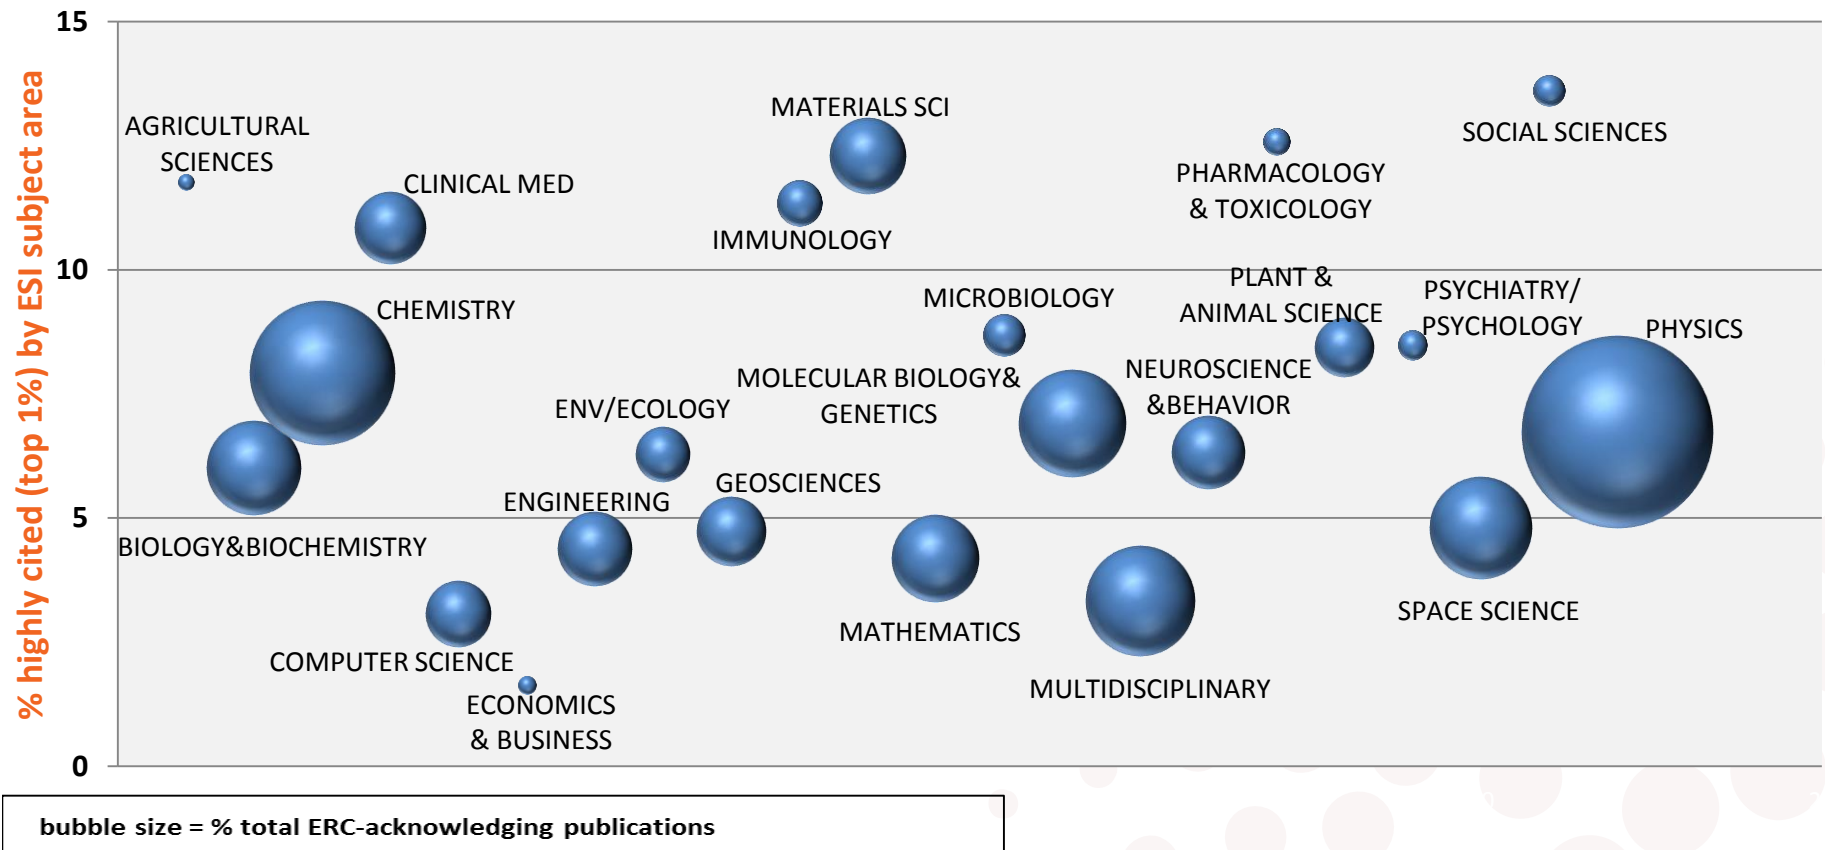 15
% highly cited (top 1%) by ESI subject area
AGRICULTURAL
SCIENCES
CLINICAL MED
MATERIALS SCI
IMMUNOLOGY
PHARMACOLOGY
& TOXICOLOGY
SOCIAL SCIENCES
10
CHEMISTRY
MICROBIOLOGY
PLANT &
ANIMAL SCIENCE
PSYCHIATRY/
PSYCHOLOGY
PHYSICS
MOLECULAR BIOLOGY&
GENETICS
NEUROSCIENCE
&BEHAVIOR
ENV/ECOLOGY
GEOSCIENCES
ENGINEERING
5
BIOLOGY&BIOCHEMISTRY
COMPUTER SCIENCE
ECONOMICS
& BUSINESS
MATHEMATICS
MULTIDISCIPLINARY
SPACE SCIENCE
0
bubble size = % total ERC-acknowledging publications